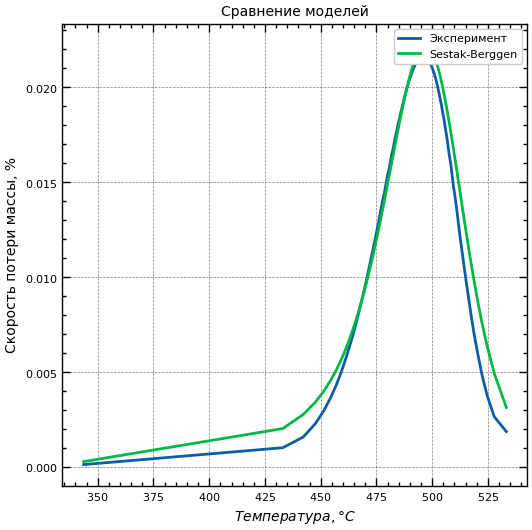 Сравнение моделей
Эксперимент
Sestak-Berggen
Скорость потери массы, %
0.020
0.015
0.010
0.005
0.000
350 375 400 425 450 475 500 525
Температура, °C